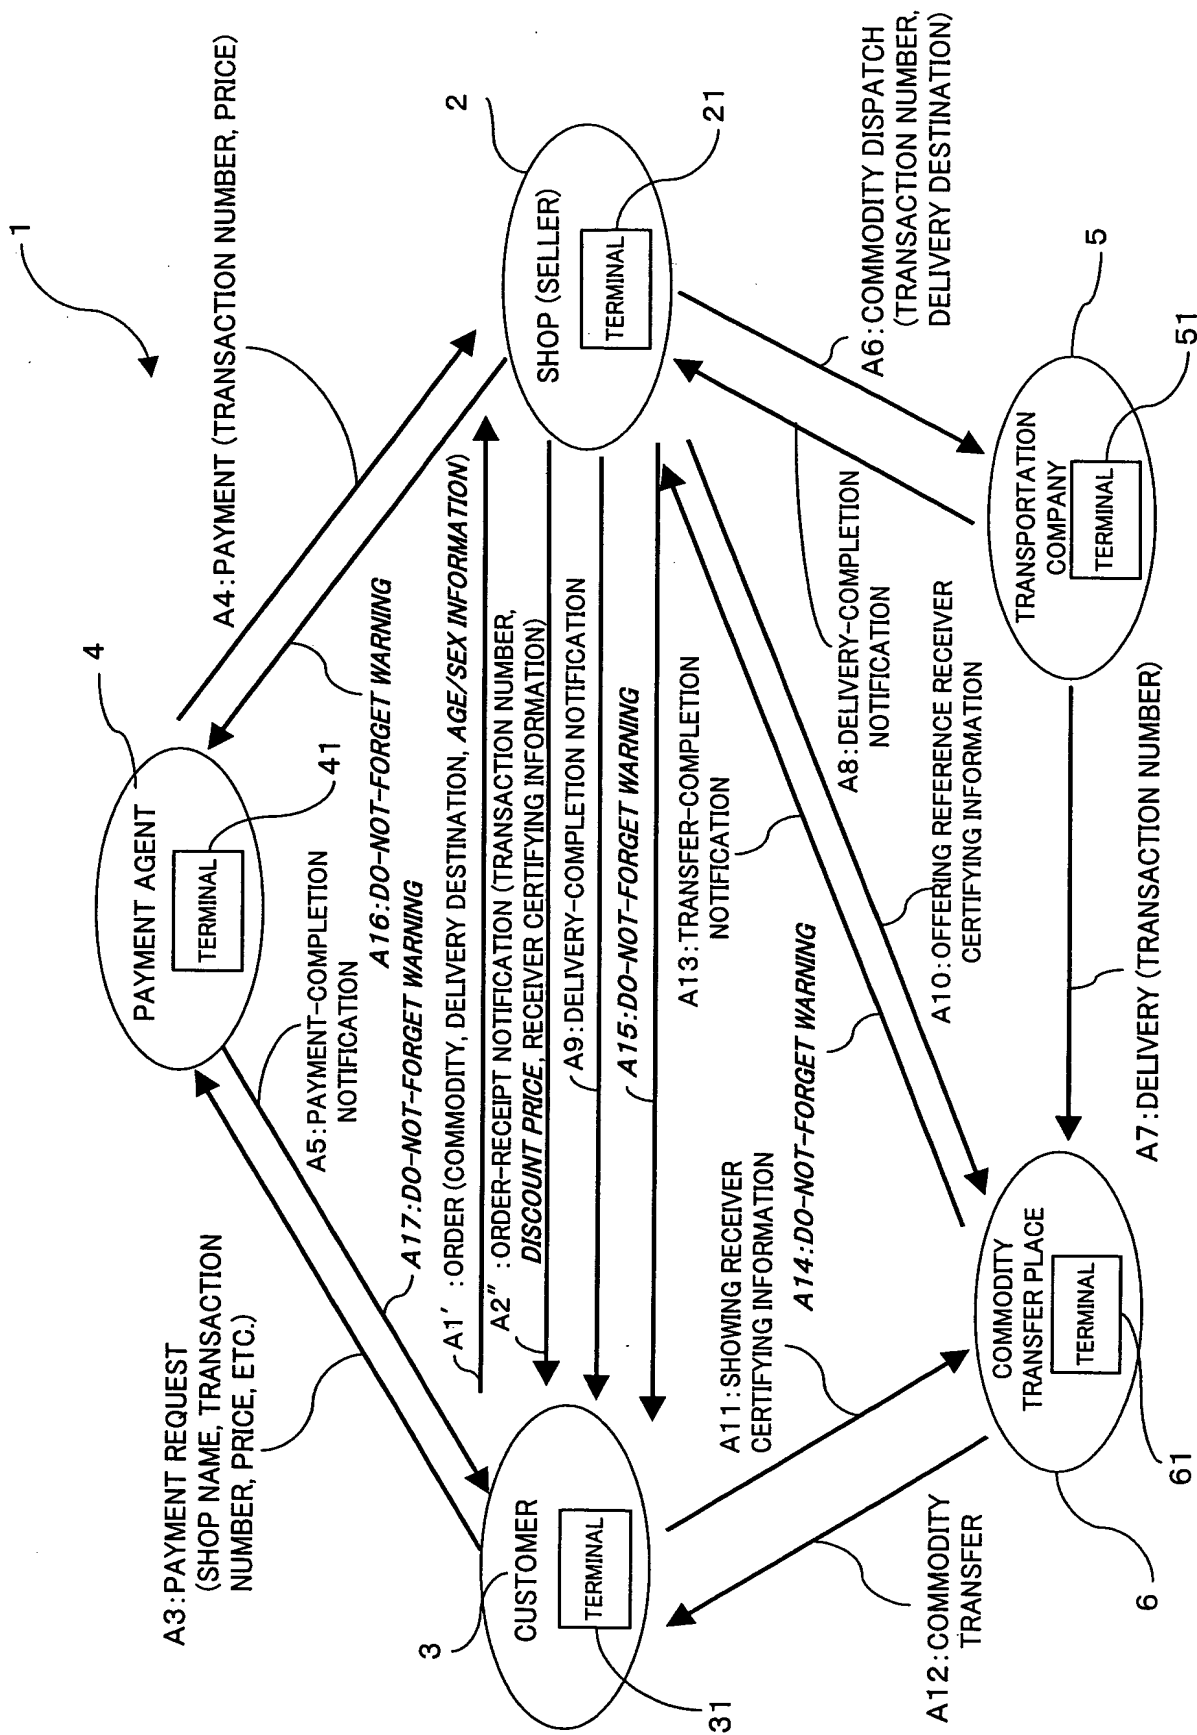 1
A3:PAYMENT REQUEST
(SHOP NAME, TRANSACTION
NUMBER, PRICE, ETC.)
4
PAYMENT AGENT
TERMINAL
41
A4:PAYMENT (TRANSACTION NUMBER, PRICE)
A5:PAYMENT-COMPLETION
NOTIFICATION
A16:DO-NOT-FORGET WARNING
A17:DO-NOT-FORGET WARNING
A1′ :ORDER (COMMODITY, DELIVERY DESTINATION, AGE/SEX INFORMATION)
A2″ :ORDER-RECEIPT NOTIFICATION (TRANSACTION NUMBER,
DISCOUNT PRICE, RECEIVER CERTIFYING INFORMATION)
A9:DELIVERY-COMPLETION NOTIFICATION
A15:DO-NOT-FORGET WARNING
3
CUSTOMER
TERMINAL
31
2
SHOP (SELLER)
TERMINAL
21
A13:TRANSFER-COMPLETION
NOTIFICATION
A11:SHOWING RECEIVER
CERTIFYING INFORMATION
A14:DO-NOT-FORGET WARNING
A8:DELIVERY-COMPLETION
NOTIFICATION
A10:OFFERING REFERENCE RECEIVER
CERTIFYING INFORMATION
A6:COMMODITY DISPATCH
(TRANSACTION NUMBER,
DELIVERY DESTINATION)
A12:COMMODITY
TRANSFER
6
COMMODITY
TRANSFER PLACE
TERMINAL
61
A7:DELIVERY (TRANSACTION NUMBER)
5
TRANSPORTATION
COMPANY
TERMINAL
51